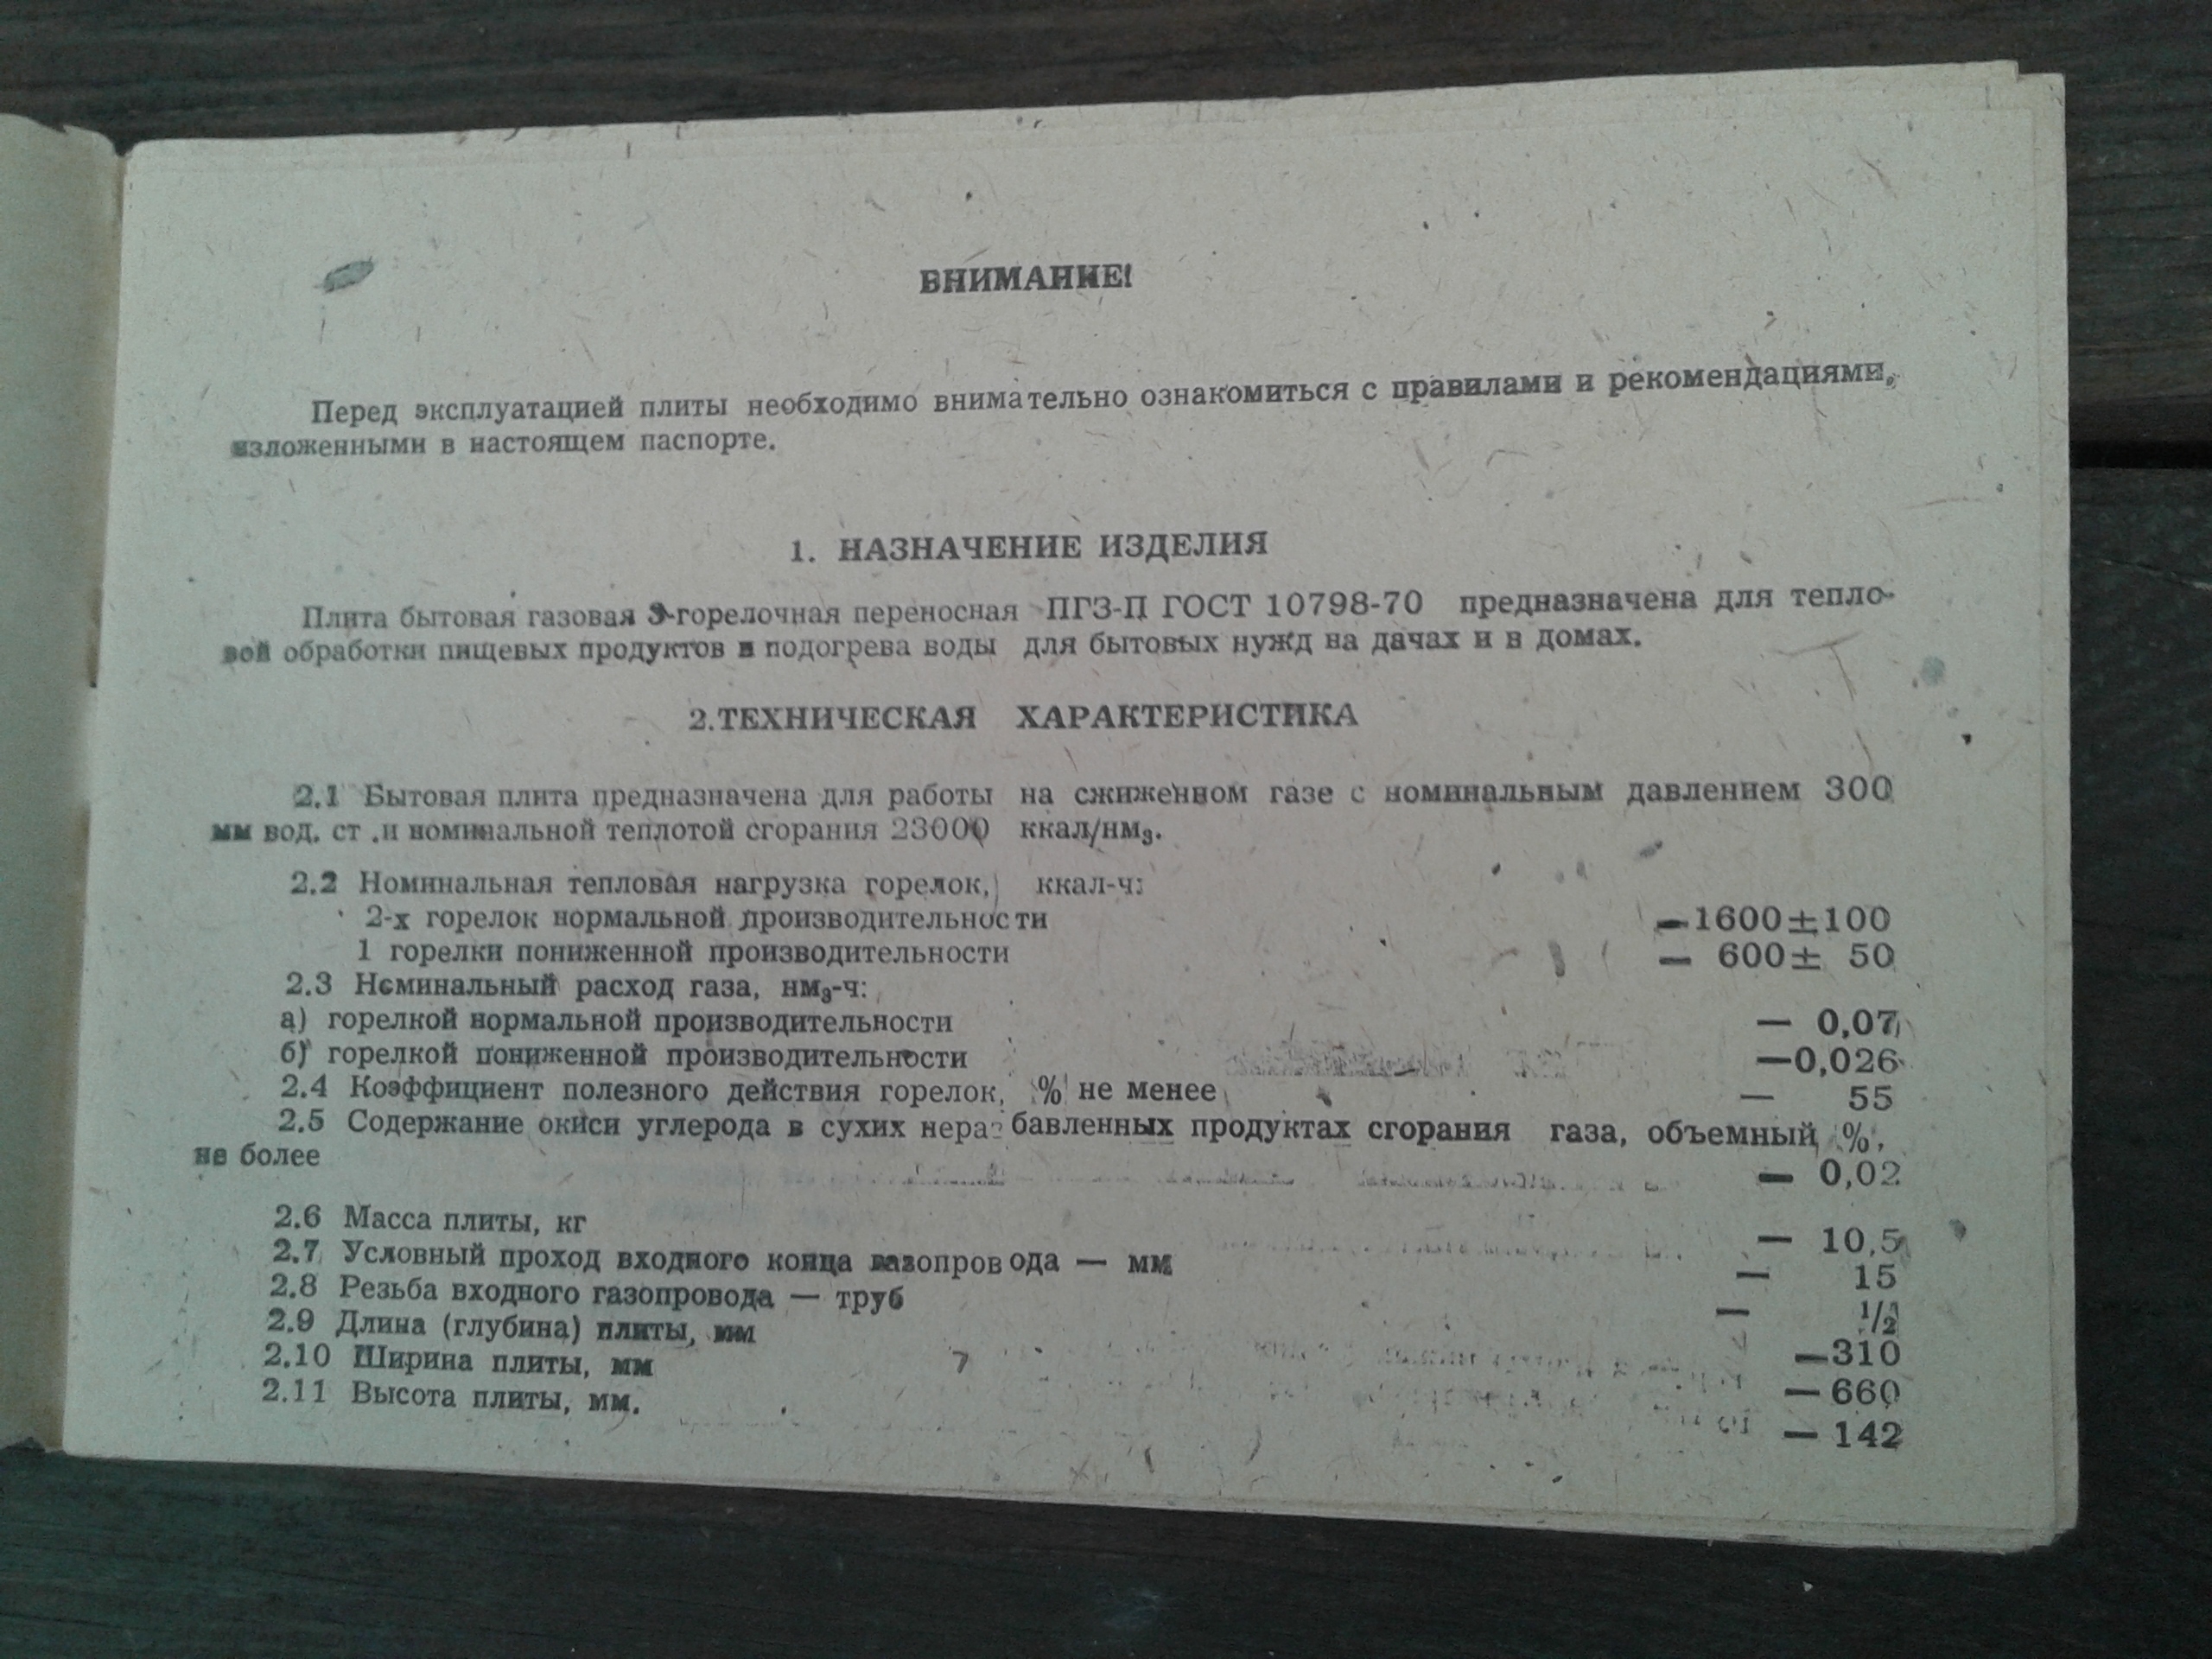 ВНИМАНИЕ!
Перед эксплуатацией плиты необходимо внимательно ознакомиться с правилами и рекомендациями,
изложенными в настоящем паспорте.
1. НАЗНАЧЕНИЕ ИЗДЕЛИЯ
Плита бытовая газовая 3-горелочная переносная ПГЗ-П ГОСТ 10798-70 предназначена для тепло-
вой обработки пищевых продуктов и подогрева воды для бытовых нужд на дачах и в домах.
2.ТЕХНИЧЕСКАЯ ХАРАКТЕРИСТИКА
2.1 Бытовая плита предназначена для работы на сжиженном газе с номинальным давлением 300
мм вод. ст .и номинальной теплотой сгорания 23000 ккал/нм₃.
2.2 Номинальная тепловая нагрузка горелок, ккал-ч:
2-х горелок нормальной производительности — 1600±100
1 горелки пониженной производительности — 600± 50
2.3 Номинальный расход газа, нм₃-ч:
а) горелкой нормальной производительности — 0,07
б) горелкой пониженной производительности —0,026
2.4 Коэффициент полезного действия горелок, % не менее — 55
2.5 Содержание окиси углерода в сухих неразбавленных продуктах сгорания газа, объемный %,
не более — 0,02
2.6 Масса плиты, кг — 10,5
2.7 Условный проход входного конца газопровода — мм — 15
2.8 Резьба входного газопровода — труб — 1/2
2.9 Длина (глубина) плиты, мм —310
2.10 Ширина плиты, мм — 660
2.11 Высота плиты, мм. — 142